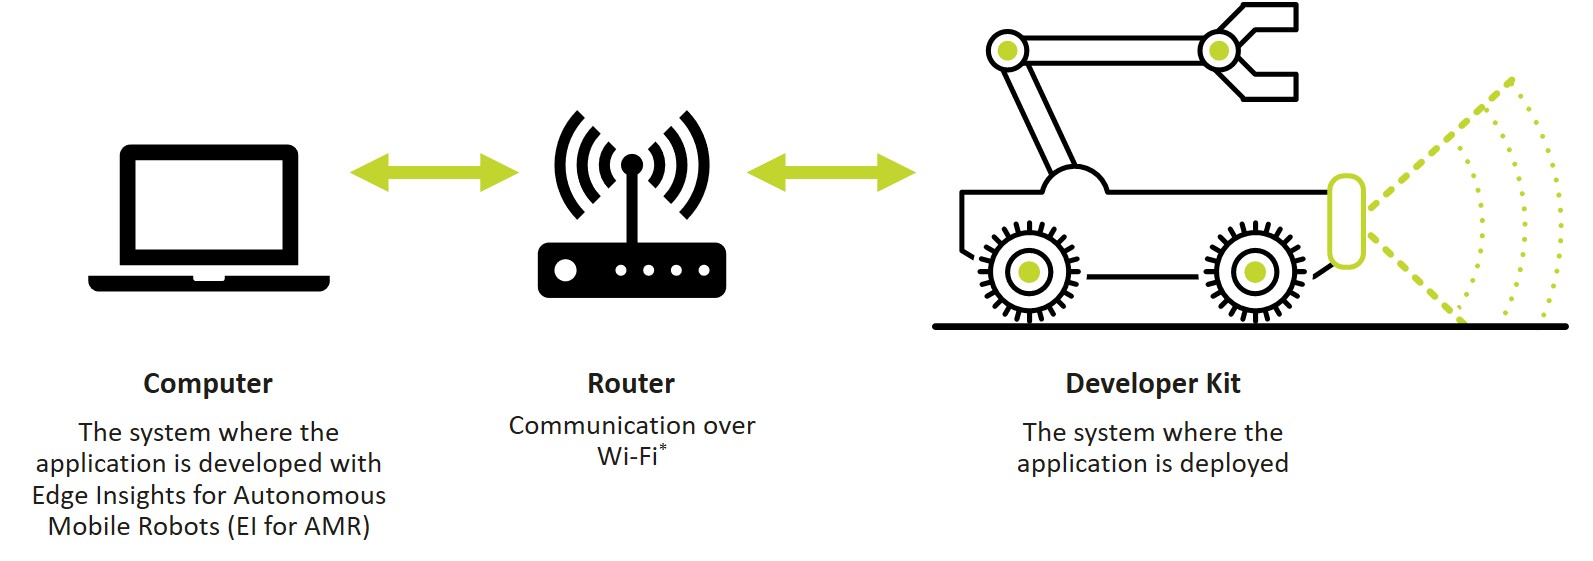 Computer
The system where the
application is developed with
Edge Insights for Autonomous
Mobile Robots (EI for AMR)
Router
Communication over
Wi-Fi*
Developer Kit
The system where the
application is deployed